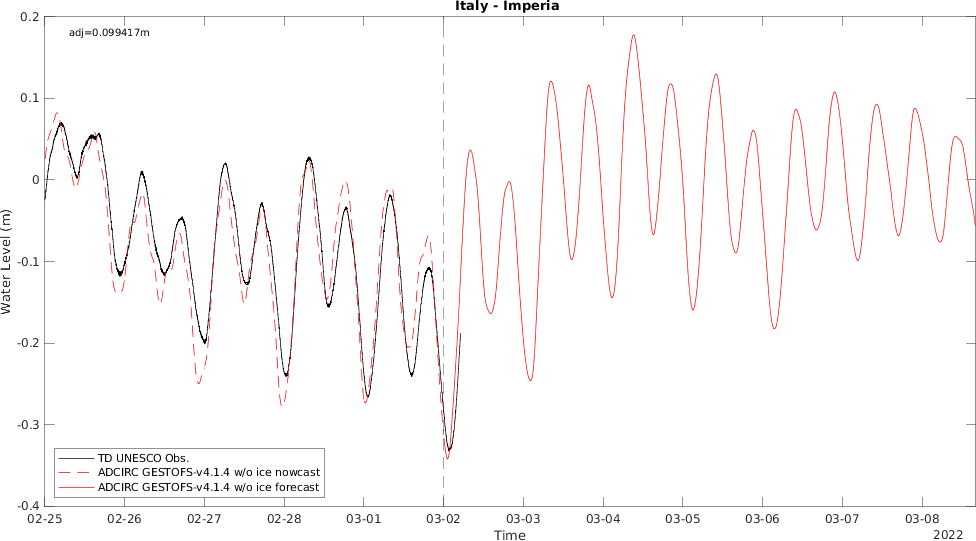 Italy - Imperia
adj=0.099417m
0.2
0.1
0
-0.1
-0.2
-0.3
-0.4
Water Level (m)
TD UNESCO Obs.
ADCIRC GESTOFS-v4.1.4 w/o ice nowcast
ADCIRC GESTOFS-v4.1.4 w/o ice forecast
02-25 02-26 02-27 02-28 03-01 03-02 03-03 03-04 03-05 03-06 03-07 03-08
Time
2022